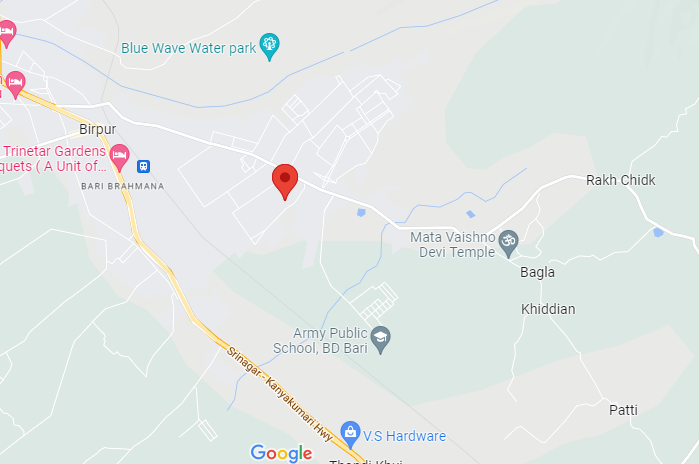 Blue Wave Water park
Birpur
Trinetar Gardens
quets ( A Unit of...
BARI BRAHMANA
Rakh Chidk
Mata Vaishno
Devi Temple
Bagla
Khiddian
Army Public
School, BD Bari
Srinagar - Kanyakumari Hwy
Patti
V.S Hardware
Google